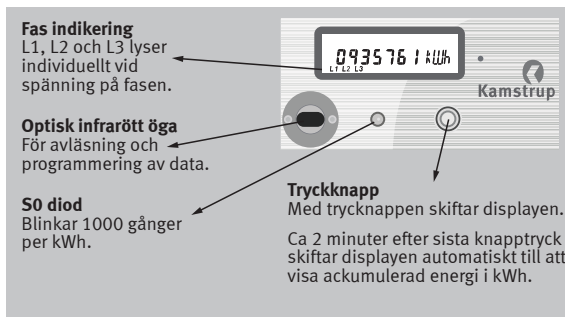 Fas indikering
L1, L2 och L3 lyser
individuellt vid
spänning på fasen.
Optisk infrarött öga
För avläsning och
programmering av data.
S0 diod
Blinkar 1000 gånger
per kWh.
0935761 kWh
L1 L2 L3
Kamstrup
Tryckknapp
Med trycknappen skiftar displayen.
Ca 2 minuter efter sista knapptryck
skiftar displayen automatiskt till att
visa ackumulerad energi i kWh.